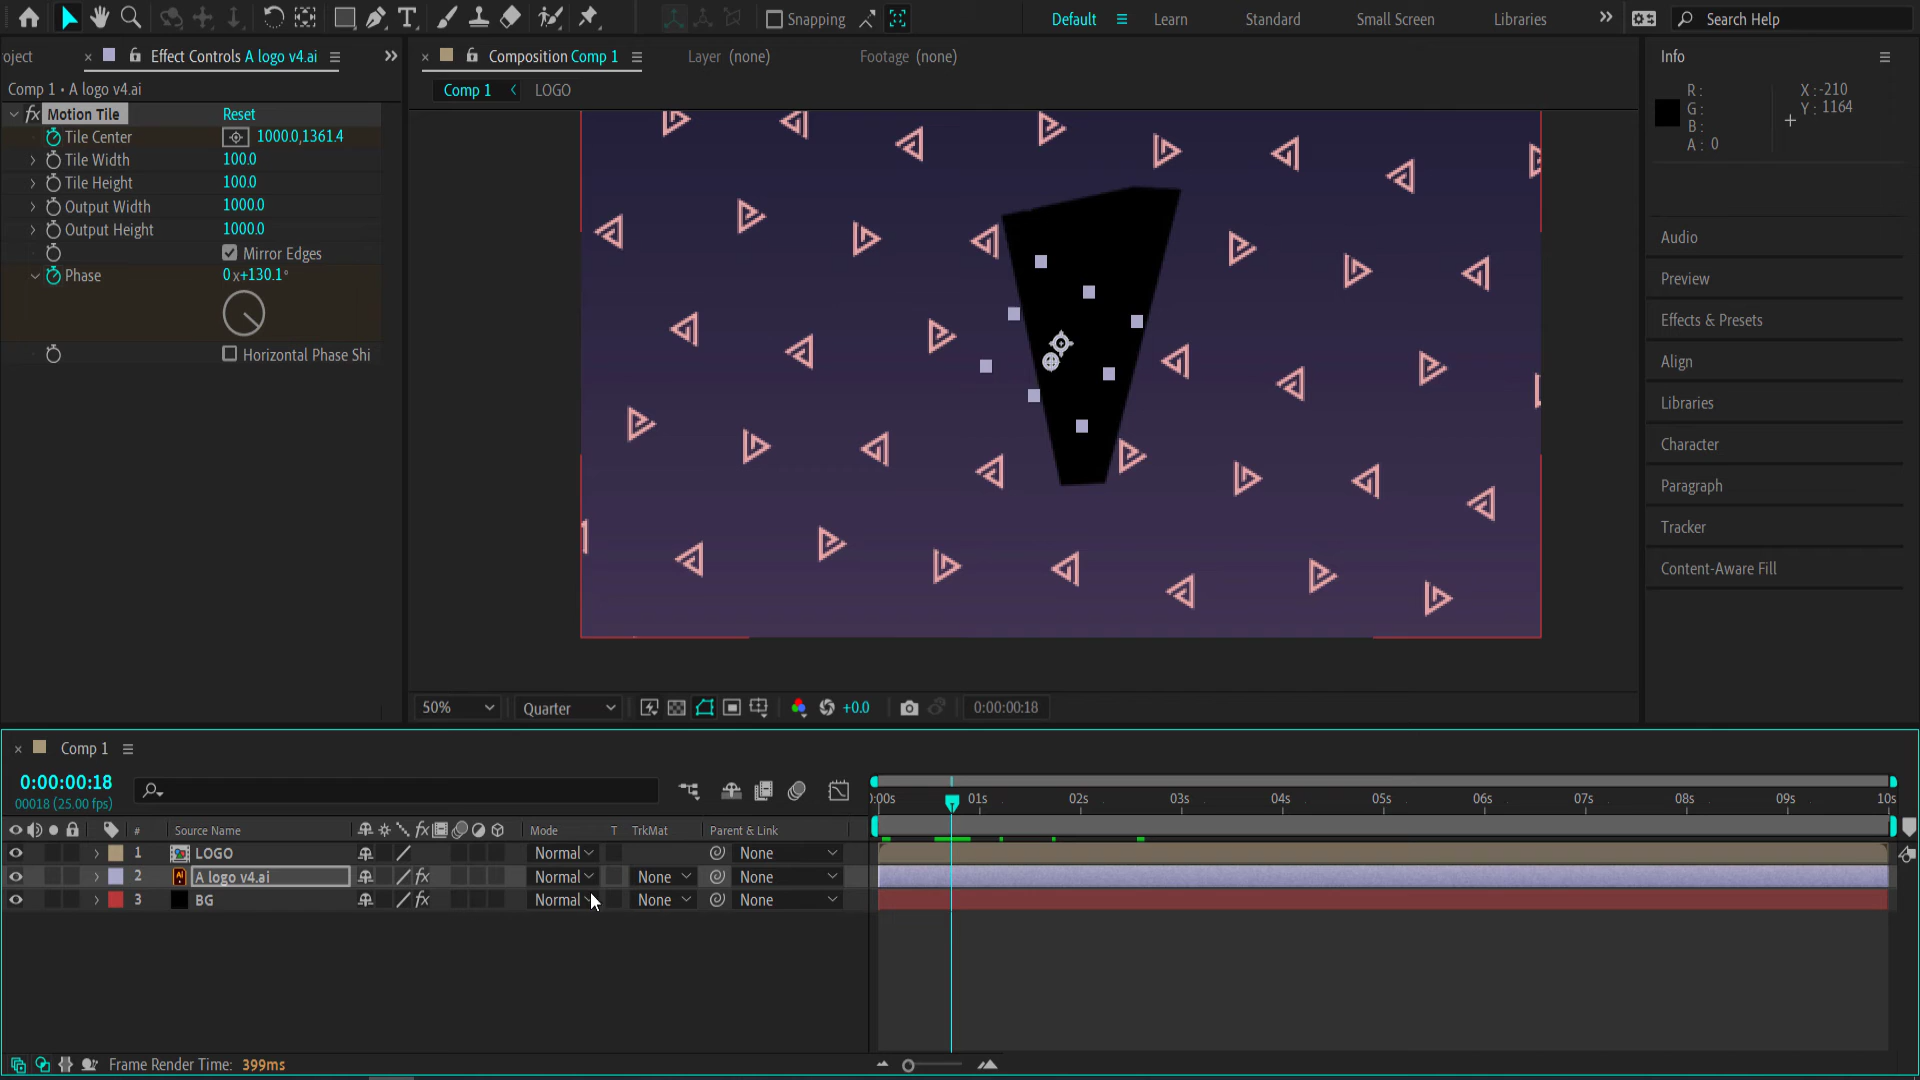 Snapping
Default
Learn
Standard
Small Screen
Libraries
Search Help
oject
Effect Controls A logo v4.ai
Composition Comp 1
Layer (none)
Footage (none)
Info
Comp 1 • A logo v4.ai
Comp 1
LOGO
R :
G :
B :
A : 0
X : -210
Y : 1164
fx Motion Tile
Reset
Tile Center
1000.0,1361.4
Tile Width
100.0
Tile Height
100.0
Output Width
1000.0
Output Height
1000.0
Mirror Edges
Phase
0x+130.1°
Horizontal Phase Shi
Audio
Preview
Effects & Presets
Align
Libraries
Character
Paragraph
Tracker
Content-Aware Fill
50%
Quarter
+0.0
0:00:00:18
Comp 1
0:00:00:18
00018 (25.00 fps)
:00s
01s
02s
03s
04s
05s
06s
07s
08s
09s
10s
#
Source Name
fx
Mode
T
TrkMat
Parent & Link
1
LOGO
Normal
None
2
Ai
A logo v4.ai
fx
Normal
None
None
3
BG
fx
Normal
None
None
Frame Render Time: 399ms